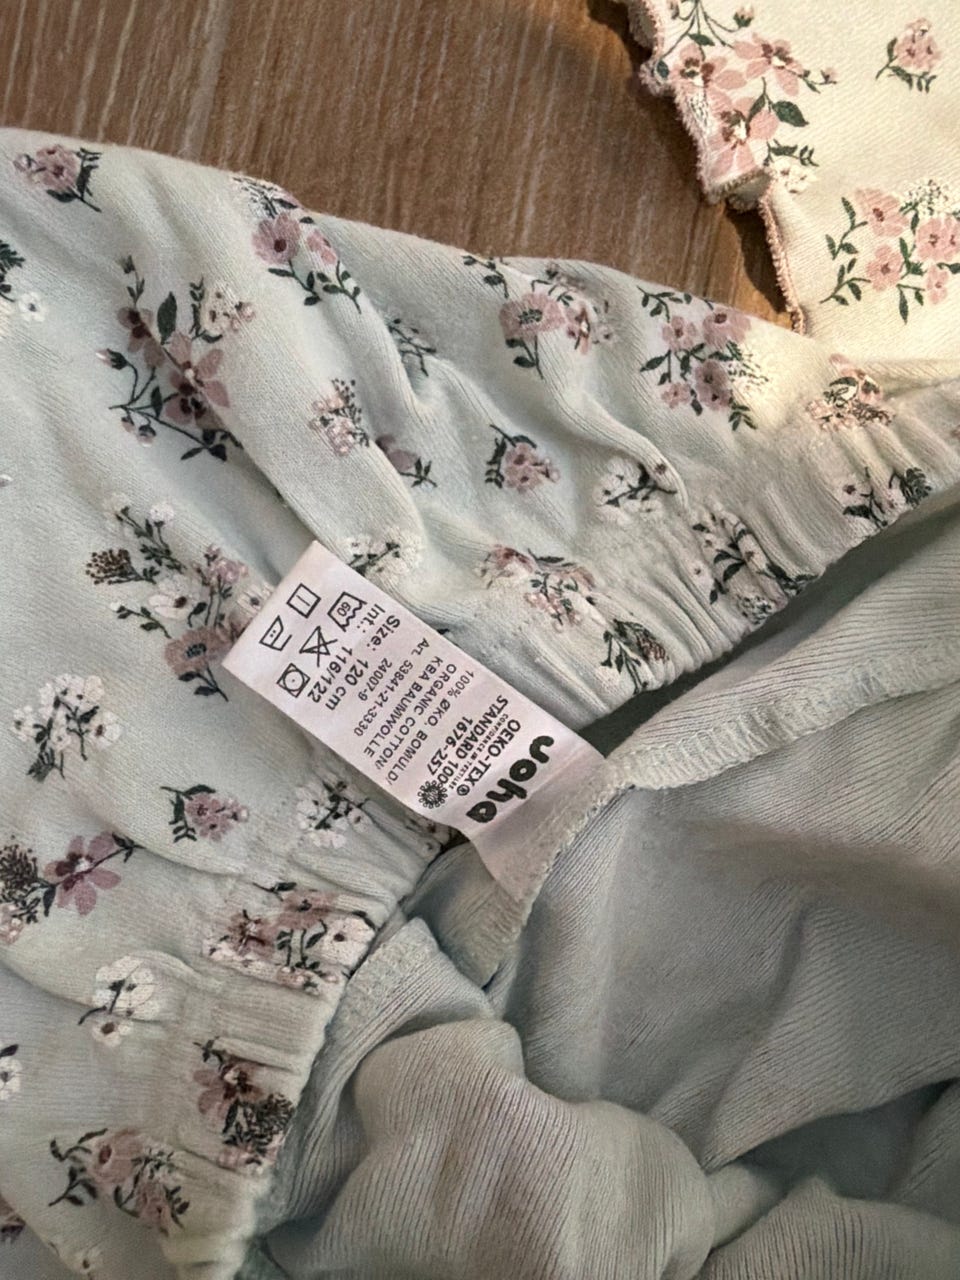 Joha
OEKO-TEX®
CONFIDENCE IN TEXTILES
STANDARD 100
1676-257
100% ØKO. BOMULD/
ORGANIC COTTON/
KBA BAUMWOLLE
24007-9
Art. 53841-21-3330
Size: 120 cm
Int.: 116/122
60